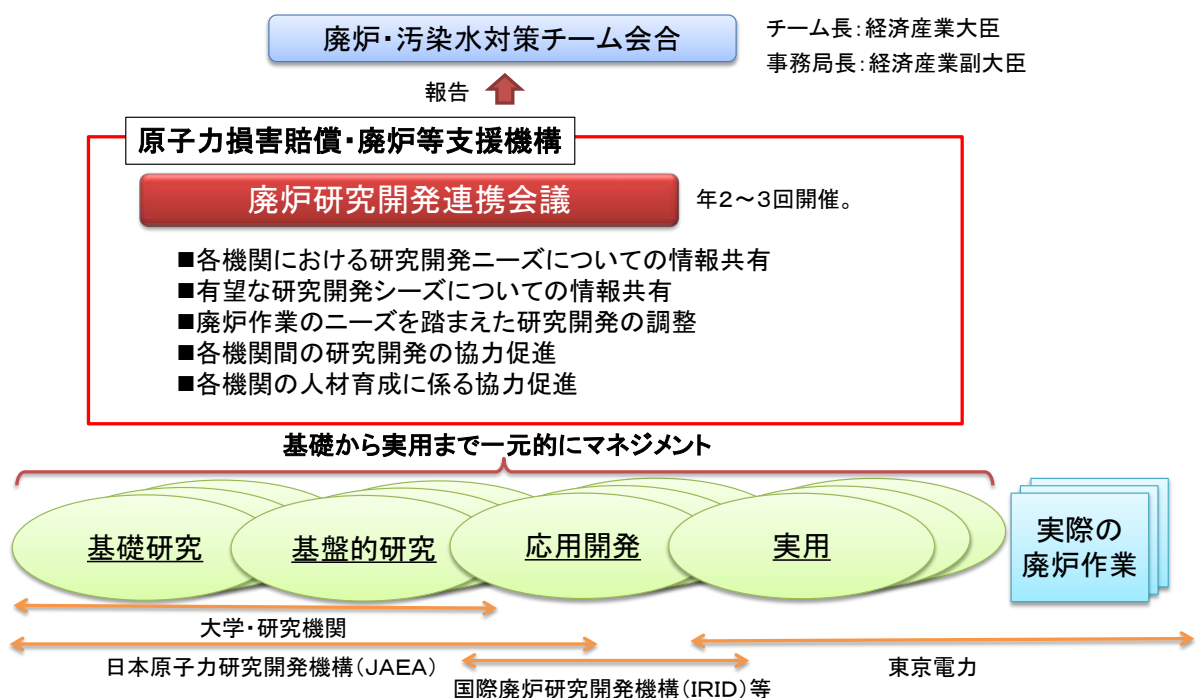 廃炉・汚染水対策チーム会合
チーム長：経済産業大臣
事務局長：経済産業副大臣
報告
原子力損害賠償・廃炉等支援機構
廃炉研究開発連携会議
年２～３回開催。
■各機関における研究開発ニーズについての情報共有
■有望な研究開発シーズについての情報共有
■廃炉作業のニーズを踏まえた研究開発の調整
■各機関間の研究開発の協力促進
■各機関の人材育成に係る協力促進
基礎から実用まで一元的にマネジメント
基礎研究
基盤的研究
応用開発
実用
実際の
廃炉作業
大学・研究機関
日本原子力研究開発機構（JAEA）
東京電力
国際廃炉研究開発機構（IRID）等